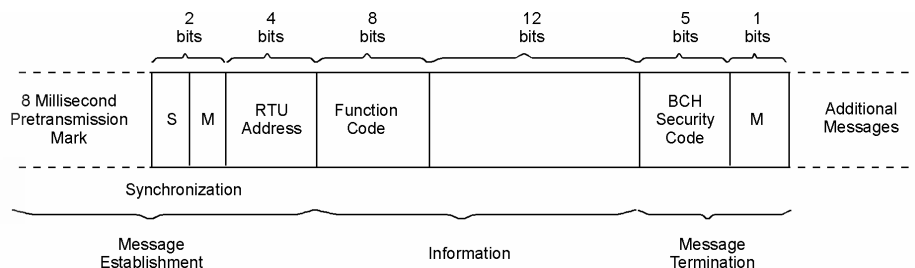 2
bits
4
bits
8
bits
12
bits
5
bits
1
bits
8 Millisecond
Pretransmission
Mark
S
M
RTU
Address
Function
Code
BCH
Security
Code
M
Additional
Messages
Synchronization
Message
Establishment
Information
Message
Termination